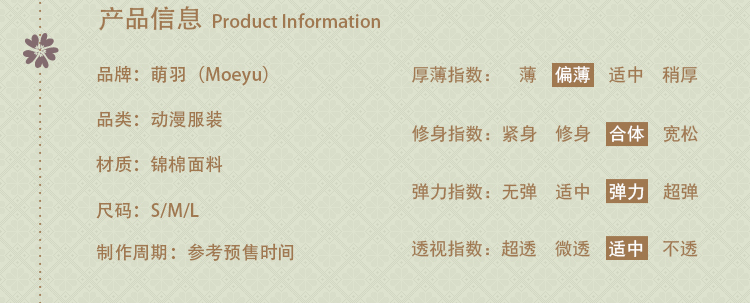 产品信息 Product Information
品牌：萌羽（Moeyu）
厚薄指数： 薄 偏薄 适中 稍厚
品类：动漫服装
修身指数：紧身 修身 合体 宽松
材质：锦棉面料
弹力指数：无弹 适中 弹力 超弹
尺码：S/M/L
制作周期：参考预售时间
透视指数：超透 微透 适中 不透